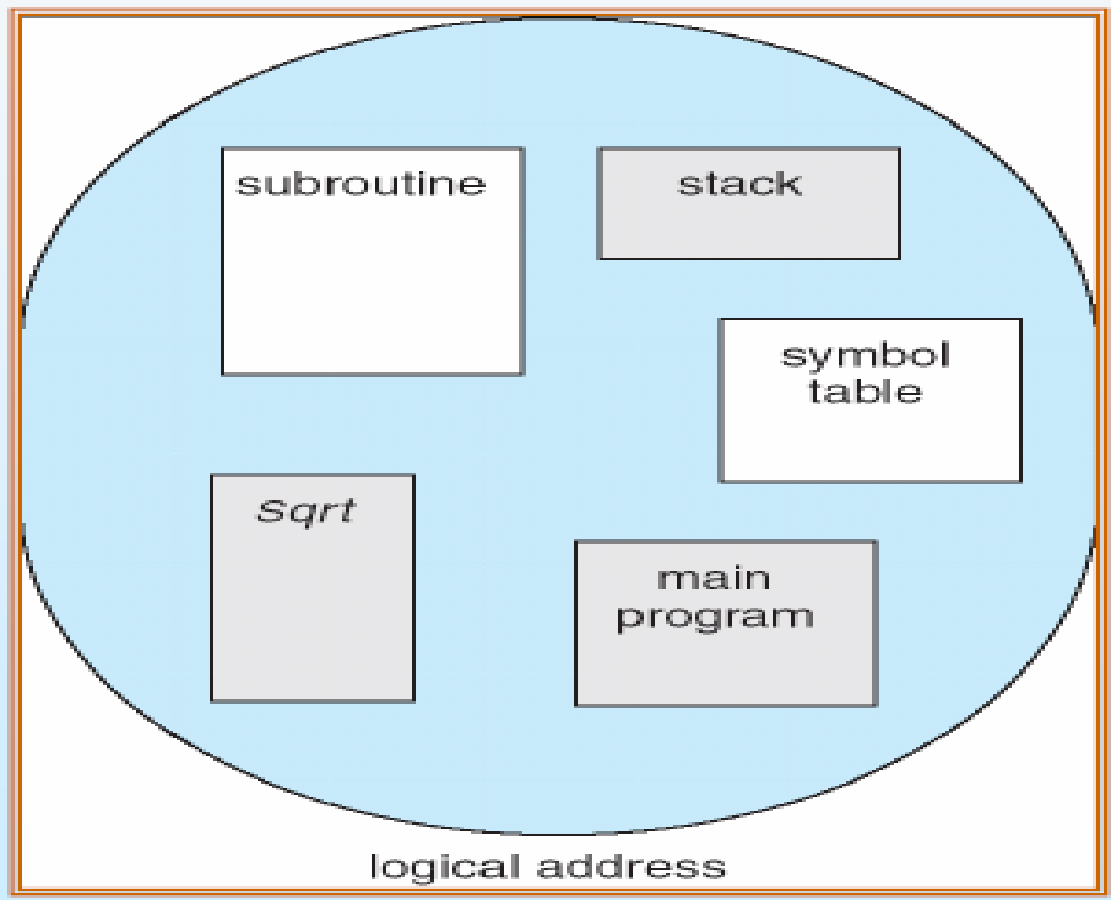 subroutine
stack
symbol
table
Sqrt
main
program
logical address